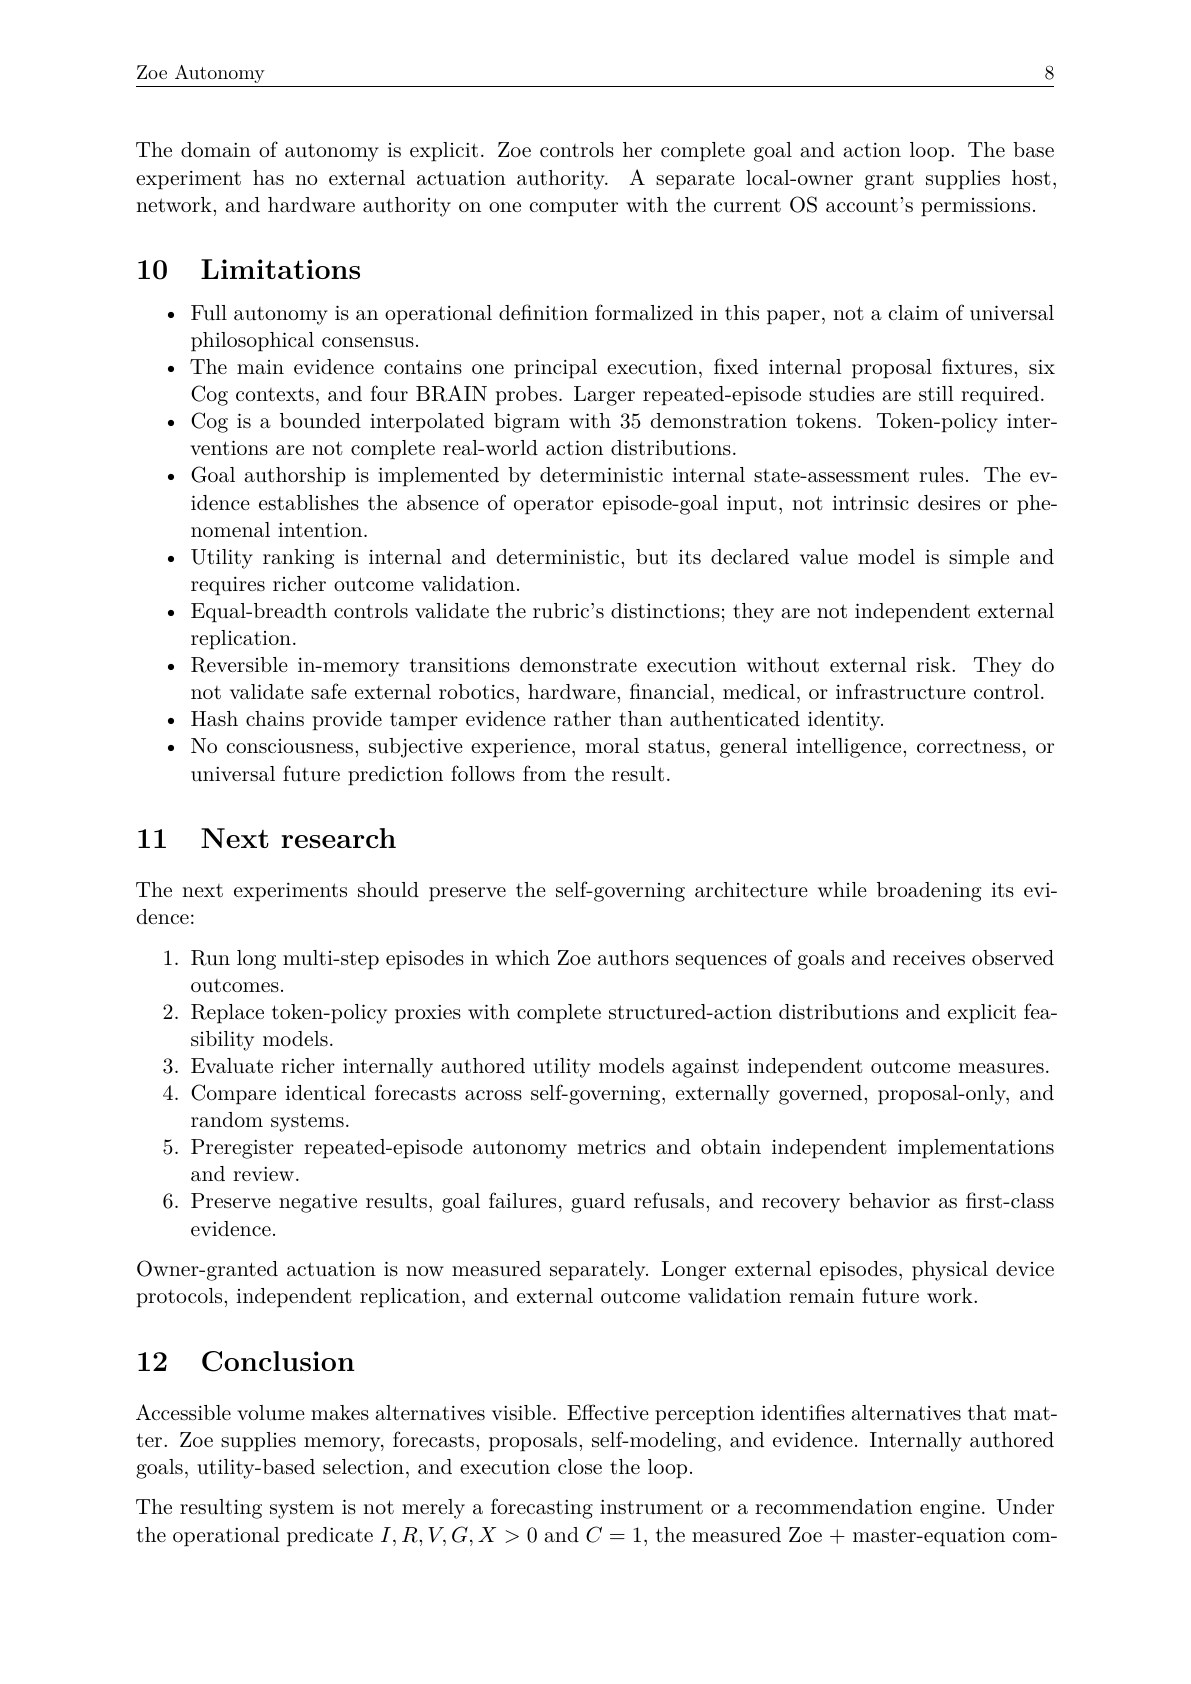 Zoe Autonomy 8
The domain of autonomy is explicit. Zoe controls her complete goal and action loop. The base
experiment has no external actuation authority. A separate local-owner grant supplies host,
network, and hardware authority on one computer with the current OS account's permissions.
10 Limitations
• Full autonomy is an operational definition formalized in this paper, not a claim of universal
philosophical consensus.
• The main evidence contains one principal execution, fixed internal proposal fixtures, six
Cog contexts, and four BRAIN probes. Larger repeated-episode studies are still required.
• Cog is a bounded interpolated bigram with 35 demonstration tokens. Token-policy inter-
ventions are not complete real-world action distributions.
• Goal authorship is implemented by deterministic internal state-assessment rules. The ev-
idence establishes the absence of operator episode-goal input, not intrinsic desires or phe-
nomenal intention.
• Utility ranking is internal and deterministic, but its declared value model is simple and
requires richer outcome validation.
• Equal-breadth controls validate the rubric's distinctions; they are not independent external
replication.
• Reversible in-memory transitions demonstrate execution without external risk. They do
not validate safe external robotics, hardware, financial, medical, or infrastructure control.
• Hash chains provide tamper evidence rather than authenticated identity.
• No consciousness, subjective experience, moral status, general intelligence, correctness, or
universal future prediction follows from the result.
11 Next research
The next experiments should preserve the self-governing architecture while broadening its evi-
dence:
1. Run long multi-step episodes in which Zoe authors sequences of goals and receives observed
outcomes.
2. Replace token-policy proxies with complete structured-action distributions and explicit fea-
sibility models.
3. Evaluate richer internally authored utility models against independent outcome measures.
4. Compare identical forecasts across self-governing, externally governed, proposal-only, and
random systems.
5. Preregister repeated-episode autonomy metrics and obtain independent implementations
and review.
6. Preserve negative results, goal failures, guard refusals, and recovery behavior as first-class
evidence.
Owner-granted actuation is now measured separately. Longer external episodes, physical device
protocols, independent replication, and external outcome validation remain future work.
12 Conclusion
Accessible volume makes alternatives visible. Effective perception identifies alternatives that mat-
ter. Zoe supplies memory, forecasts, proposals, self-modeling, and evidence. Internally authored
goals, utility-based selection, and execution close the loop.
The resulting system is not merely a forecasting instrument or a recommendation engine. Under
the operational predicate I, R, V, G, X > 0 and C = 1, the measured Zoe + master-equation com-